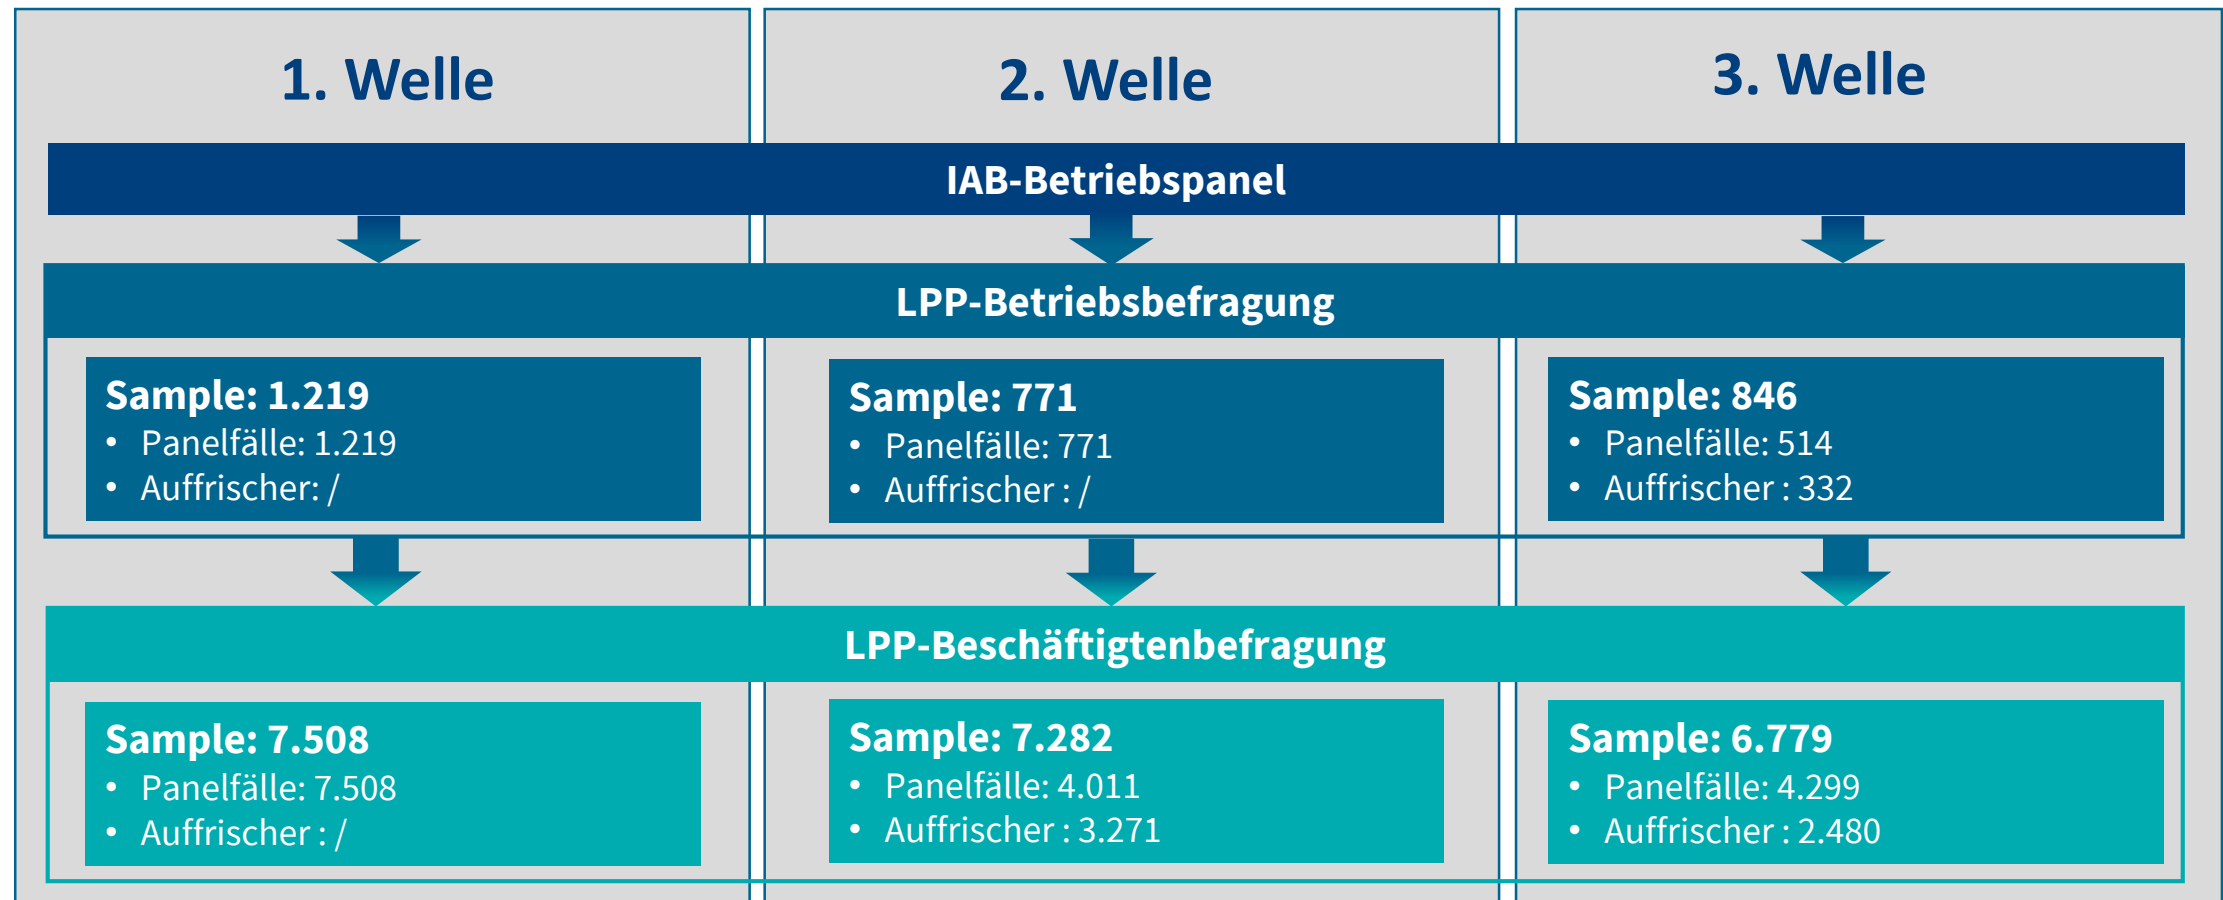 1. Welle
2. Welle
3. Welle
IAB-Betriebspanel
LPP-Betriebsbefragung
Sample: 1.219
• Panelfälle: 1.219
• Auffrischer: /
Sample: 771
• Panelfälle: 771
• Auffrischer : /
Sample: 846
• Panelfälle: 514
• Auffrischer : 332
LPP-Beschäftigtenbefragung
Sample: 7.508
• Panelfälle: 7.508
• Auffrischer : /
Sample: 7.282
• Panelfälle: 4.011
• Auffrischer : 3.271
Sample: 6.779
• Panelfälle: 4.299
• Auffrischer : 2.480